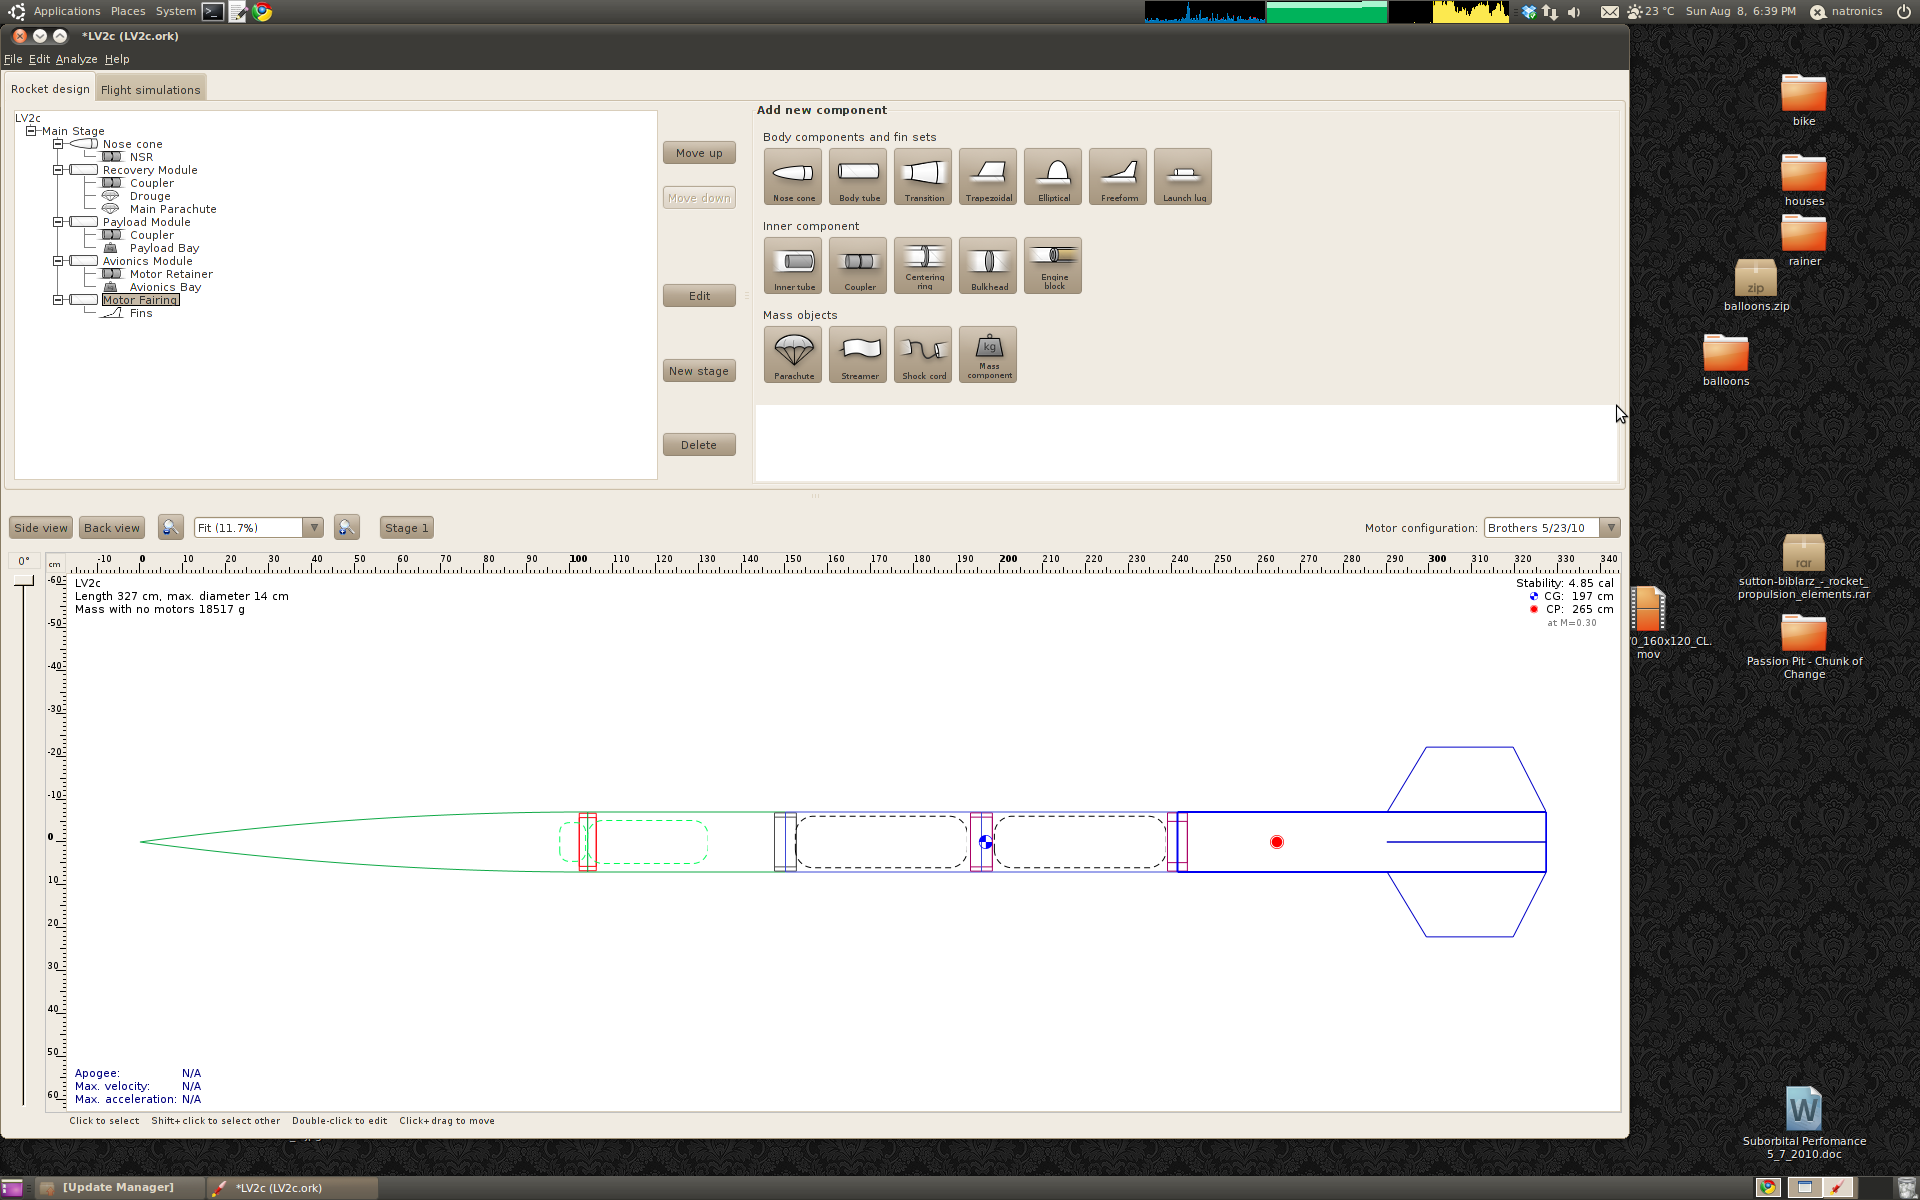 Applications Places System
23 °C Sun Aug 8, 6:39 PM natronics
*LV2c (LV2c.ork)
File Edit Analyze Help
Rocket design Flight simulations
LV2c
Main Stage
Nose cone
NSR
Recovery Module
Coupler
Drouge
Main Parachute
Payload Module
Coupler
Payload Bay
Avionics Module
Motor Retainer
Avionics Bay
Motor Fairing
Fins
Move up
Move down
Edit
New stage
Delete
Add new component
Body components and fin sets
Nose cone Body tube Transition Trapezoidal Elliptical Freeform Launch lug
Inner component
Inner tube Coupler Centering ring Bulkhead Engine block
Mass objects
Parachute Streamer Shock cord kg Mass component
Side view Back view Fit (11.7%) Stage 1
Motor configuration: Brothers 5/23/10
0°
cm
-10 0 10 20 30 40 50 60 70 80 90 100 110 120 130 140 150 160 170 180 190 200 210 220 230 240 250 260 270 280 290 300 310 320 330 340
-60
-50
-40
-30
-20
-10
0
10
20
30
40
50
60
LV2c
Length 327 cm, max. diameter 14 cm
Mass with no motors 18517 g
Stability: 4.85 cal
CG: 197 cm
CP: 265 cm
at M=0.30
Apogee: N/A
Max. velocity: N/A
Max. acceleration: N/A
Click to select Shift+click to select other Double-click to edit Click+drag to move
bike
houses
rainer
zip
balloons.zip
balloons
rar
sutton-biblarz_-_rocket_
propulsion_elements.rar
0_160x120_CL.
mov
Passion Pit - Chunk of
Change
W
Suborbital Perfomance
5_7_2010.doc
[Update Manager] *LV2c (LV2c.ork)